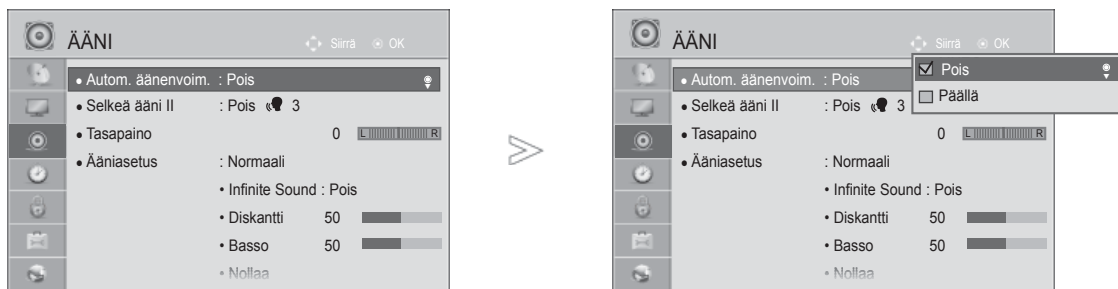 ÄÄNI Siirrä OK
• Autom. äänenvoim. : Pois
• Selkeä ääni II : Pois 3
• Tasapaino 0 L R
• Ääniasetus : Normaali
• Infinite Sound : Pois
• Diskantti 50
• Basso 50
• Nollaa
ÄÄNI Siirrä OK
• Autom. äänenvoim. : Pois
• Selkeä ääni II : Pois 3
• Tasapaino 0 L R
• Ääniasetus : Normaali
• Infinite Sound : Pois
• Diskantti 50
• Basso 50
• Nollaa
Pois
Päällä